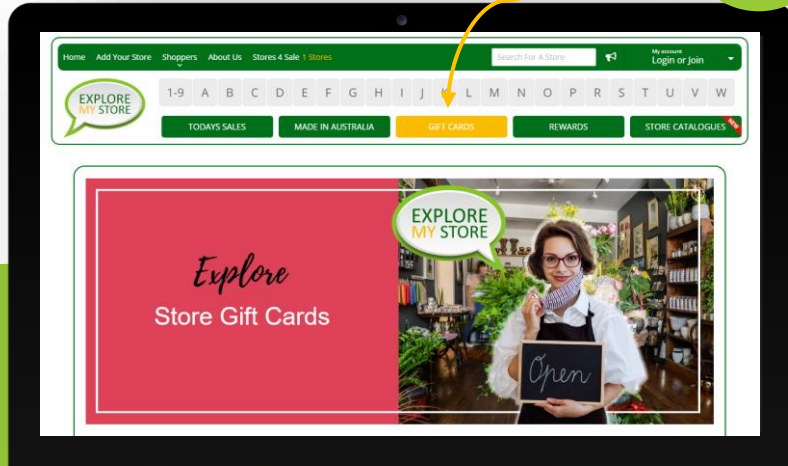 Home Add Your Store Shoppers About Us Stores 4 Sale 1 Stores Search For A Store My account
Login or Join
EXPLORE
MY STORE
1-9 A B C D E F G H I J K L M N O P R S T U V W
TODAYS SALES MADE IN AUSTRALIA GIFT CARDS REWARDS STORE CATALOGUES NEW
Explore
Store Gift Cards
EXPLORE
MY STORE
Open